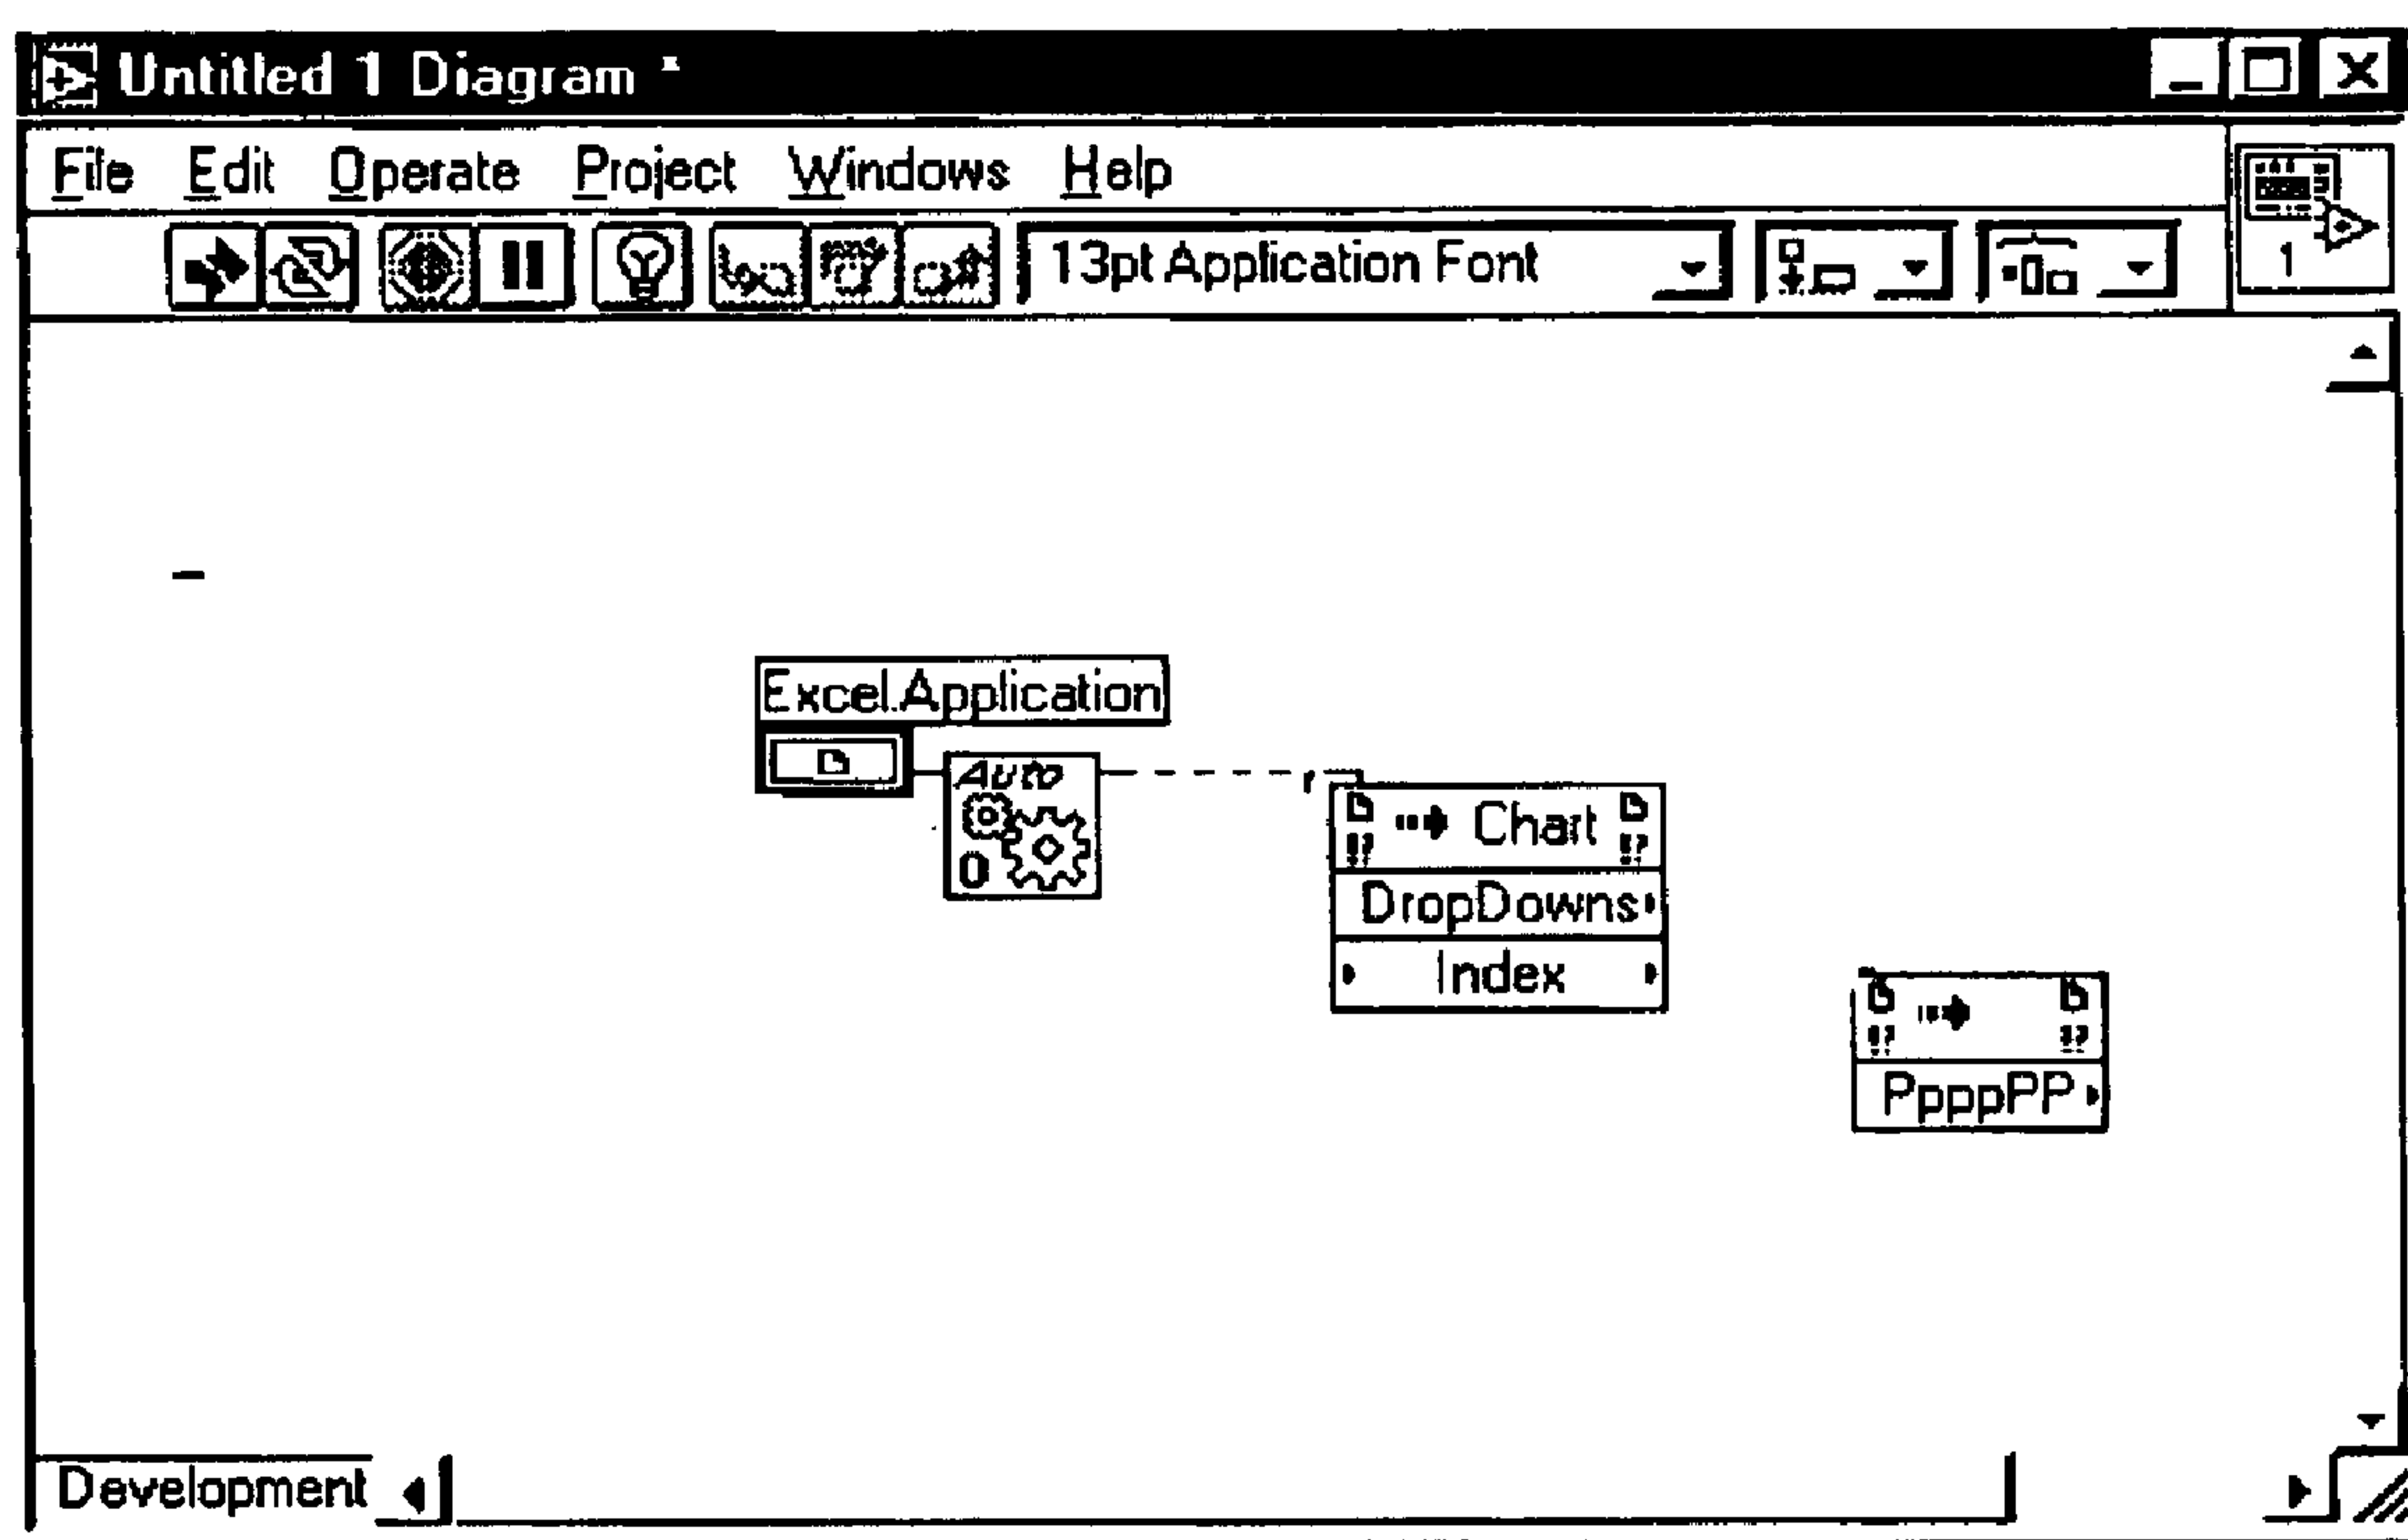 Untitled 1 Diagram *
File Edit Operate Project Windows Help
13pt Application Font
1
Excel.Application
Auto
0
Chart
DropDowns
Index
PppppPP
Development